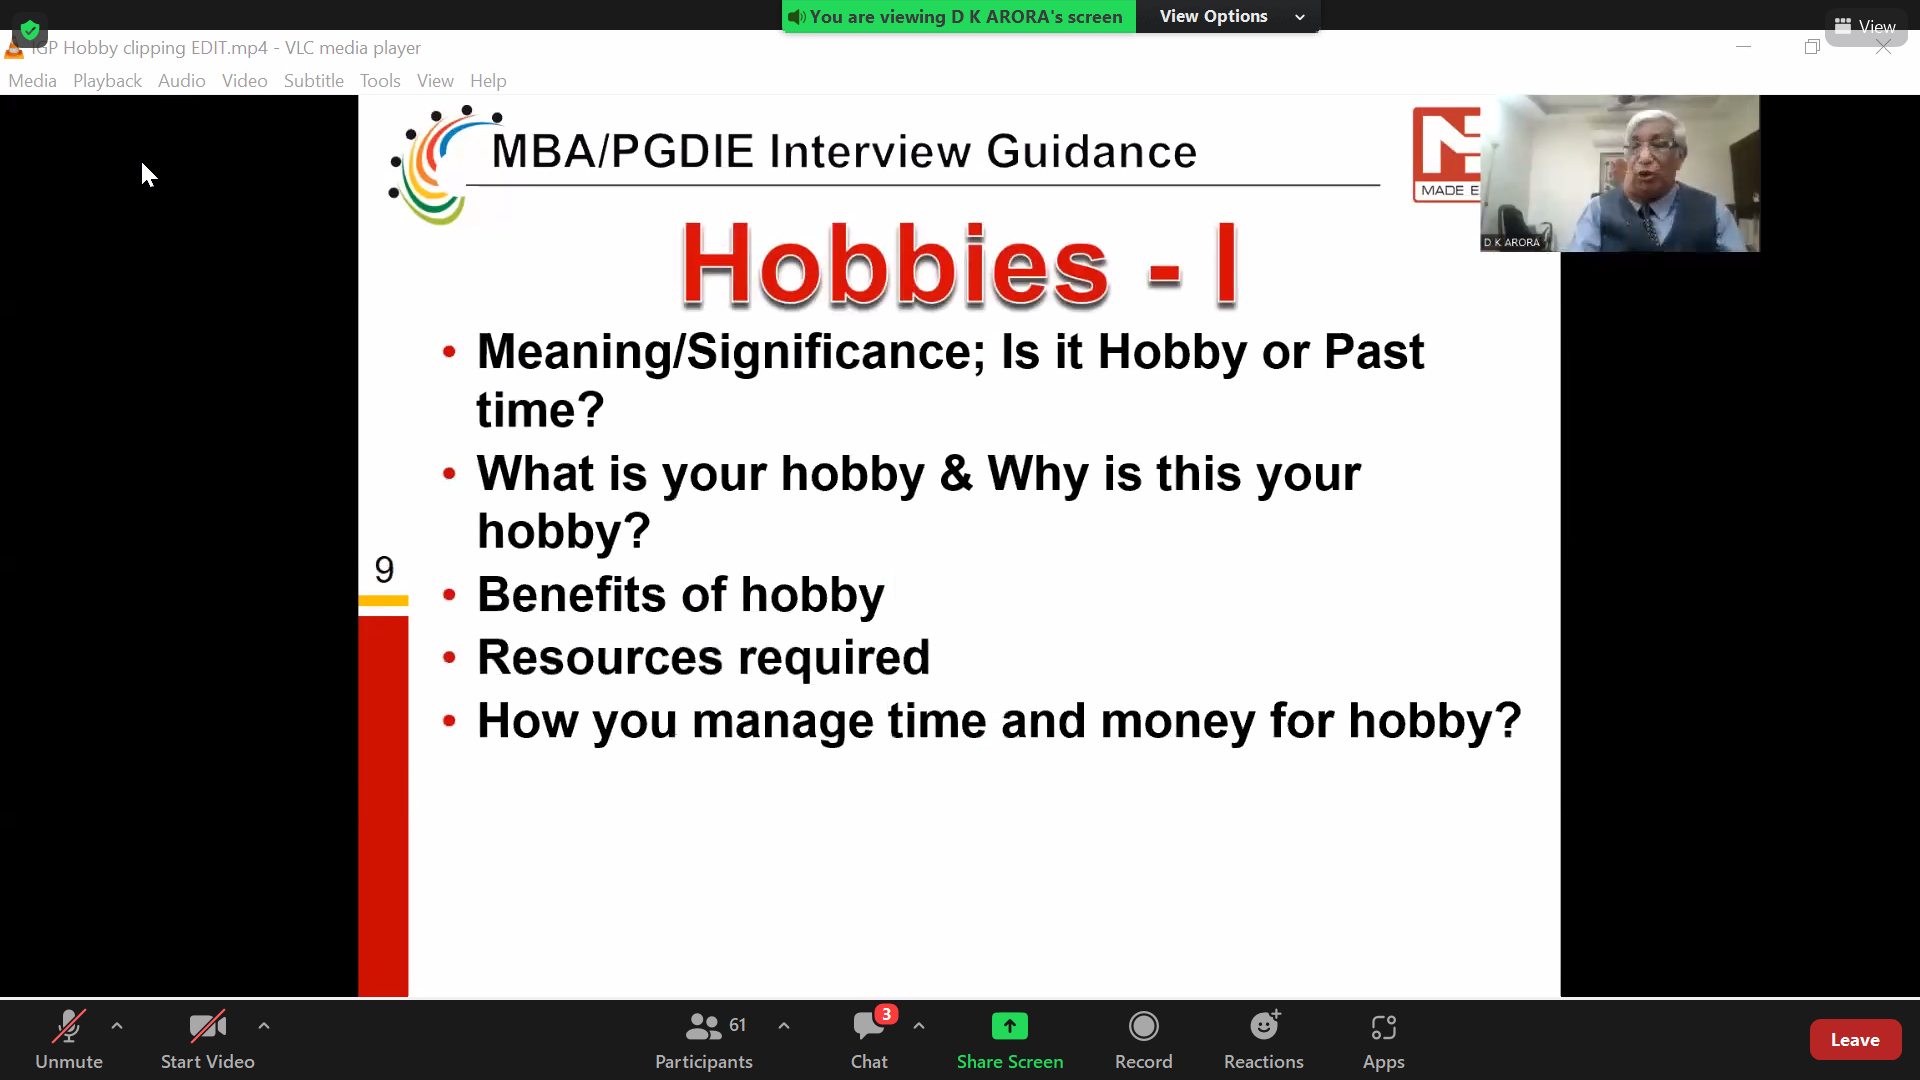 You are viewing D K ARORA's screen
View Options
View
IGP Hobby clipping EDIT.mp4 - VLC media player
Media Playback Audio Video Subtitle Tools View Help
MBA/PGDIE Interview Guidance
MADE E
D K ARORA
Hobbies - I
• Meaning/Significance; Is it Hobby or Past
time?
• What is your hobby & Why is this your
hobby?
9
• Benefits of hobby
• Resources required
• How you manage time and money for hobby?
61
3
Unmute
Start Video
Participants
Chat
Share Screen
Record
Reactions
Apps
Leave